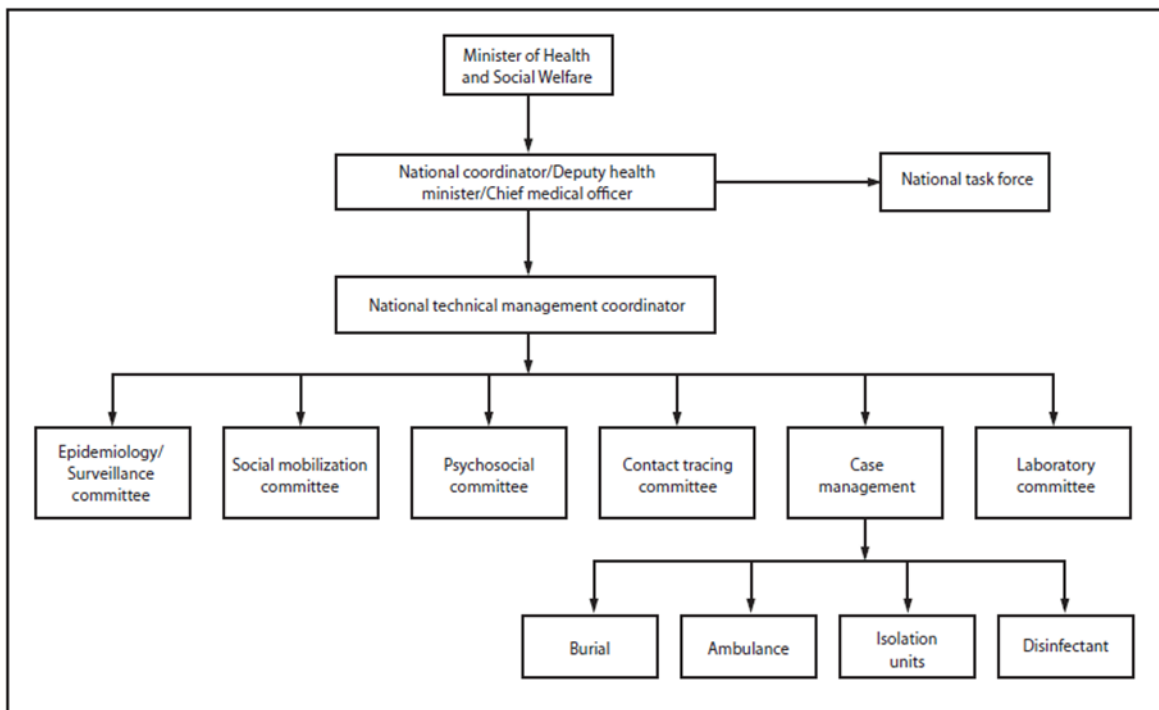 Minister of Health
and Social Welfare
National coordinator/Deputy health
minister/Chief medical officer
National task force
National technical management coordinator
Epidemiology/
Surveillance
committee
Social mobilization
committee
Psychosocial
committee
Contact tracing
committee
Case
management
Laboratory
committee
Burial
Ambulance
Isolation
units
Disinfectant